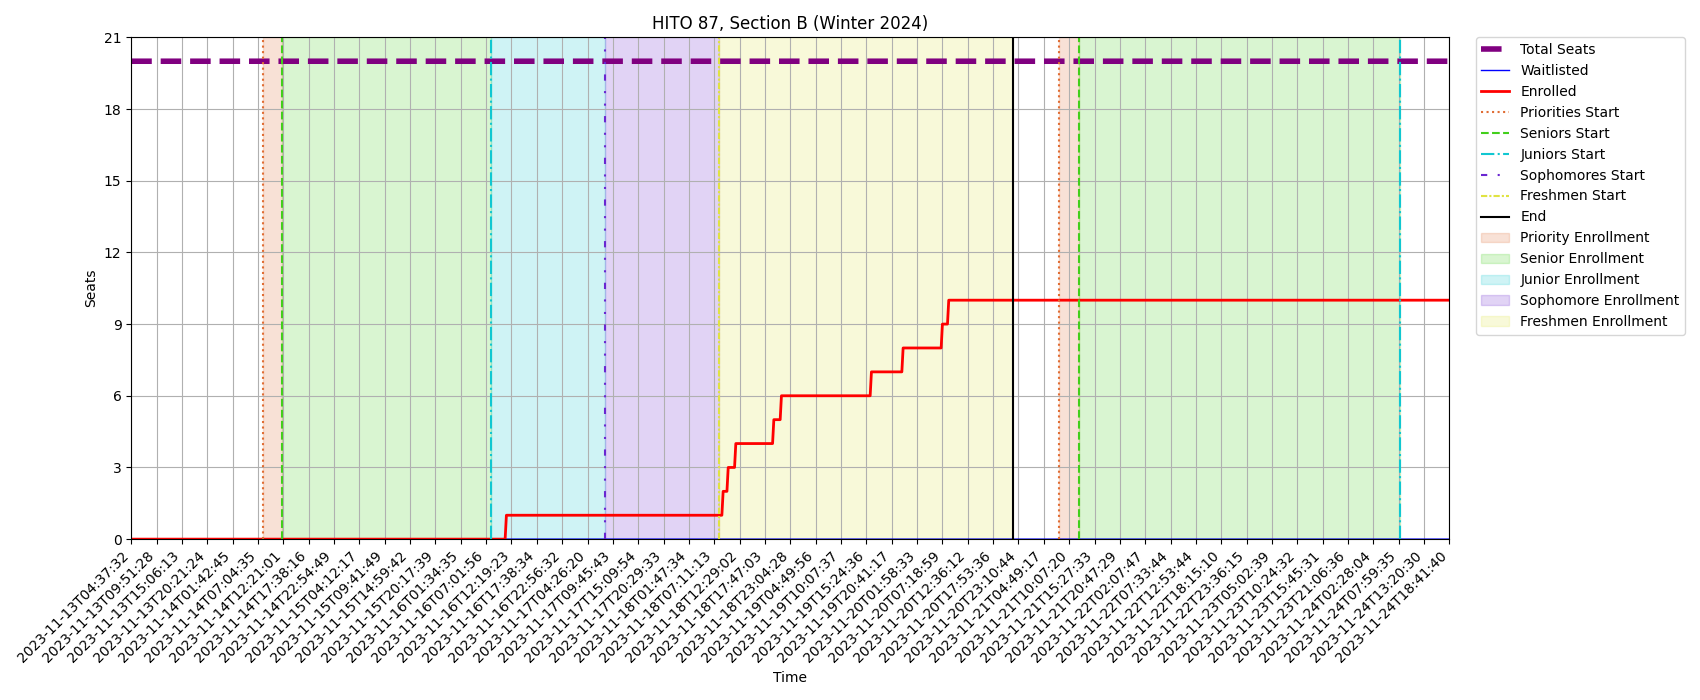 HITO 87, Section B (Winter 2024)
Seats
21
18
15
12
9
6
3
0
2023-11-13T04:37:32
2023-11-13T09:51:28
2023-11-13T15:06:13
2023-11-13T20:21:24
2023-11-14T01:42:45
2023-11-14T07:04:35
2023-11-14T12:21:01
2023-11-14T17:38:16
2023-11-14T22:54:49
2023-11-15T04:12:17
2023-11-15T09:41:49
2023-11-15T14:59:42
2023-11-15T20:17:39
2023-11-16T01:34:35
2023-11-16T07:01:56
2023-11-16T12:19:23
2023-11-16T17:38:34
2023-11-16T22:56:32
2023-11-17T04:26:20
2023-11-17T09:45:43
2023-11-17T15:09:54
2023-11-17T20:29:33
2023-11-18T01:47:34
2023-11-18T07:11:13
2023-11-18T12:29:02
2023-11-18T17:47:03
2023-11-18T23:04:28
2023-11-19T04:49:56
2023-11-19T10:07:37
2023-11-19T15:24:36
2023-11-19T20:41:17
2023-11-20T01:58:33
2023-11-20T07:18:59
2023-11-20T12:36:12
2023-11-20T17:53:36
2023-11-20T23:10:44
2023-11-21T04:49:17
2023-11-21T10:07:20
2023-11-21T15:27:33
2023-11-21T20:47:29
2023-11-22T02:07:47
2023-11-22T07:33:44
2023-11-22T12:53:44
2023-11-22T18:15:10
2023-11-22T23:36:15
2023-11-23T05:02:39
2023-11-23T10:24:32
2023-11-23T15:45:31
2023-11-23T21:06:36
2023-11-24T02:28:04
2023-11-24T07:59:35
2023-11-24T13:20:30
2023-11-24T18:41:40
Time
Total Seats
Waitlisted
Enrolled
Priorities Start
Seniors Start
Juniors Start
Sophomores Start
Freshmen Start
End
Priority Enrollment
Senior Enrollment
Junior Enrollment
Sophomore Enrollment
Freshmen Enrollment